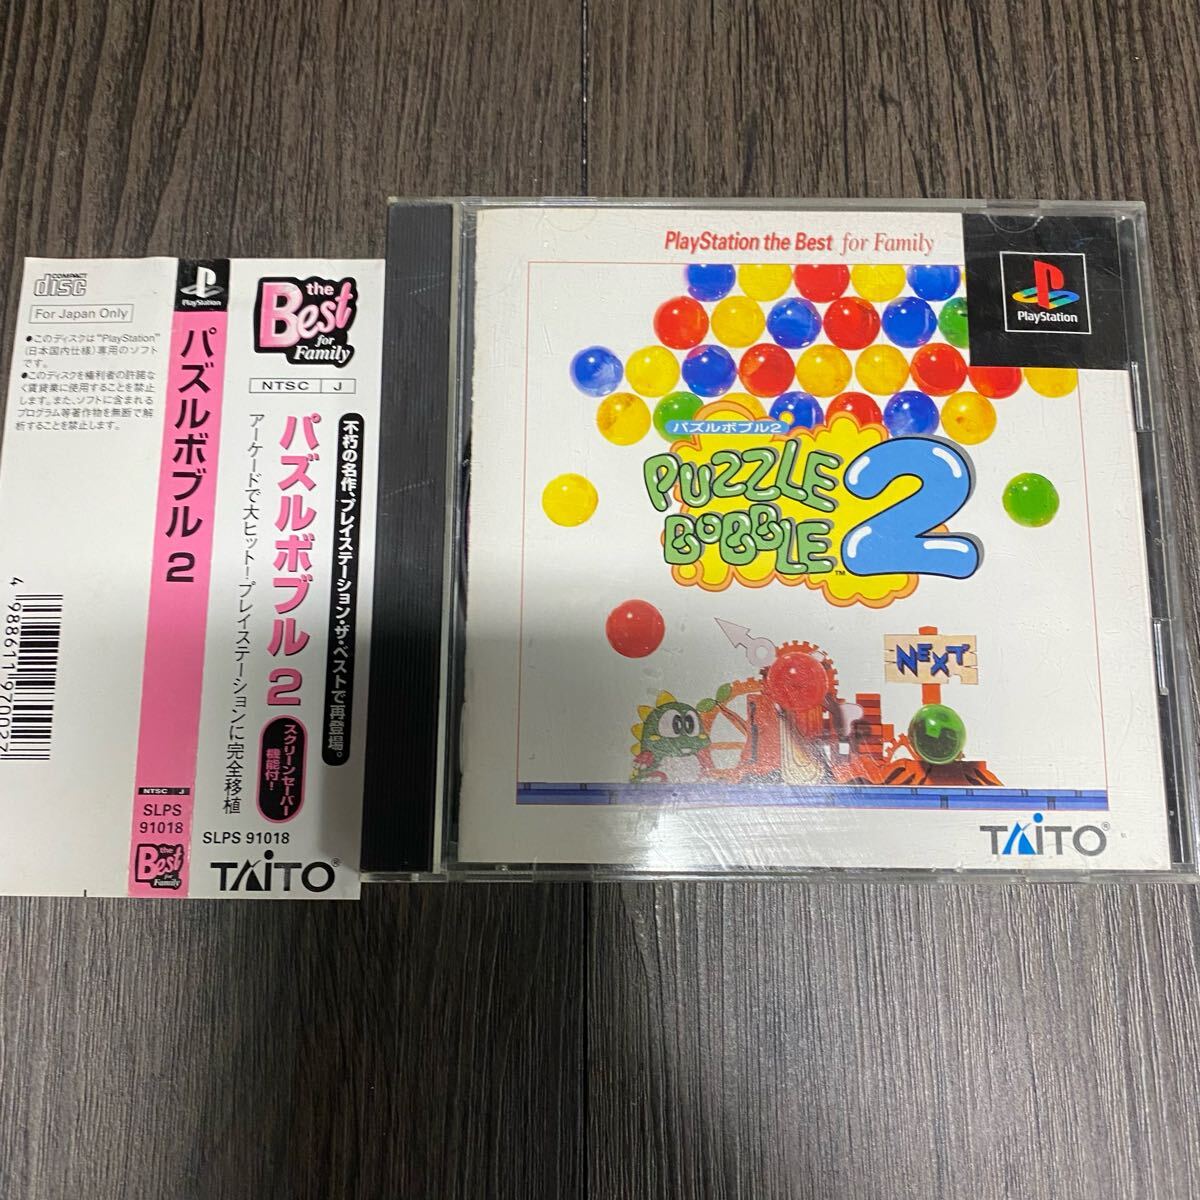 COMPACT
disc
For Japan Only
●このディスクは"PlayStation"
(日本国内仕様)専用のソフト
です。
●このディスクを権利者の許諾な
く賃貸業に使用することを禁止
します。また、ソフトに含まれる
プログラム等著作物を無断で解
析することを禁止します。
4 988611 970027
PlayStation
パズルボブル2
NTSC J
SLPS
91018
the
Best
for
Family
the
Best
for
Family
NTSC J
不朽の名作、プレイステーション・ザ・ベストで再登場。
パズルボブル2
スクリーンセーバー
機能付!
アーケードで大ヒット!プレイステーションに完全移植
SLPS 91018
TAITO®
PlayStation the Best for Family
PlayStation
パズルボブル2
PUZZLE
BOBBLE 2
TM
NEXT
TAITO®